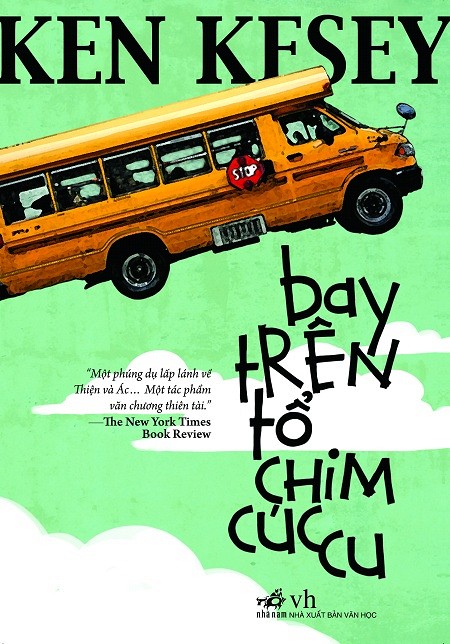 KEN KESEY
STOP
bay
TRÊN
tổ
CHIM
CÚC CU
“Một phúng dụ lấp lánh về
Thiện và Ác… Một tác phẩm
văn chương thiên tài.”
—The New York Times
Book Review
nhã nam
vh
NHÀ XUẤT BẢN VĂN HỌC